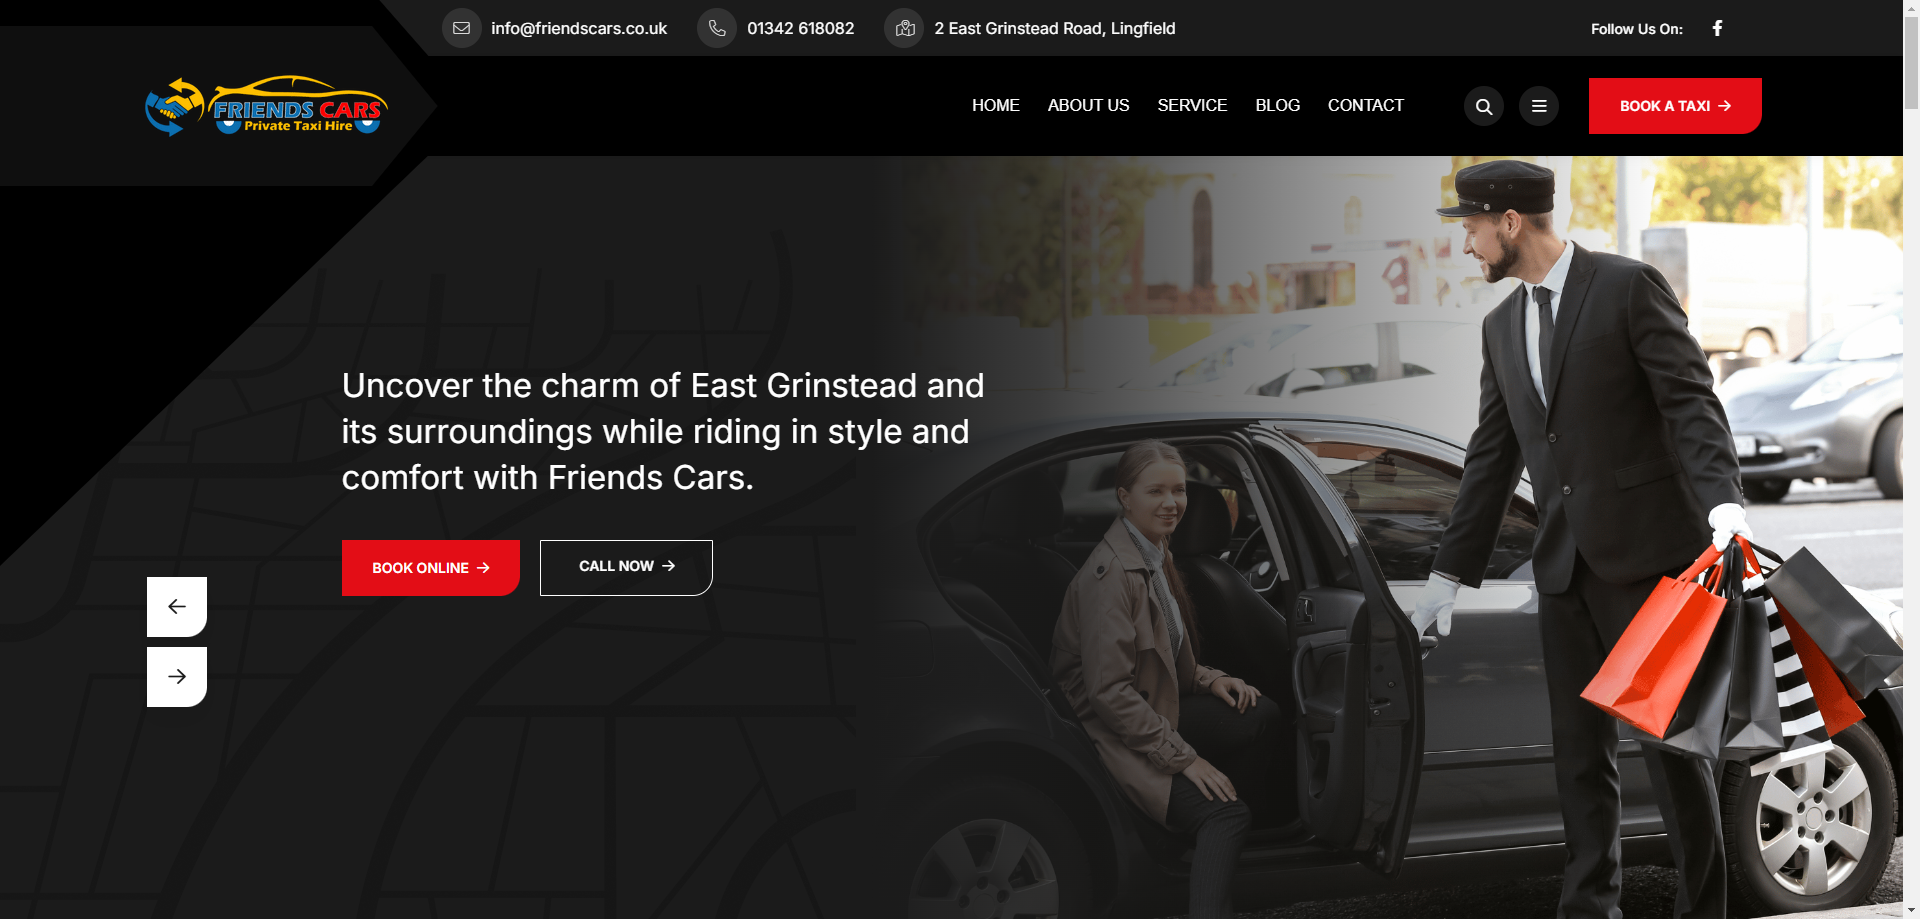 info@friendscars.co.uk
01342 618082
2 East Grinstead Road, Lingfield
Follow Us On:
FRIENDS CARS
Private Taxi Hire
HOME
ABOUT US
SERVICE
BLOG
CONTACT
BOOK A TAXI
Uncover the charm of East Grinstead and
its surroundings while riding in style and
comfort with Friends Cars.
BOOK ONLINE
CALL NOW